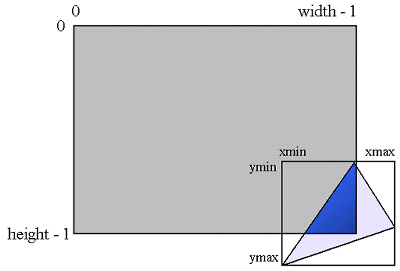 0 width - 1
0
xmin xmax
ymin
height - 1
ymax